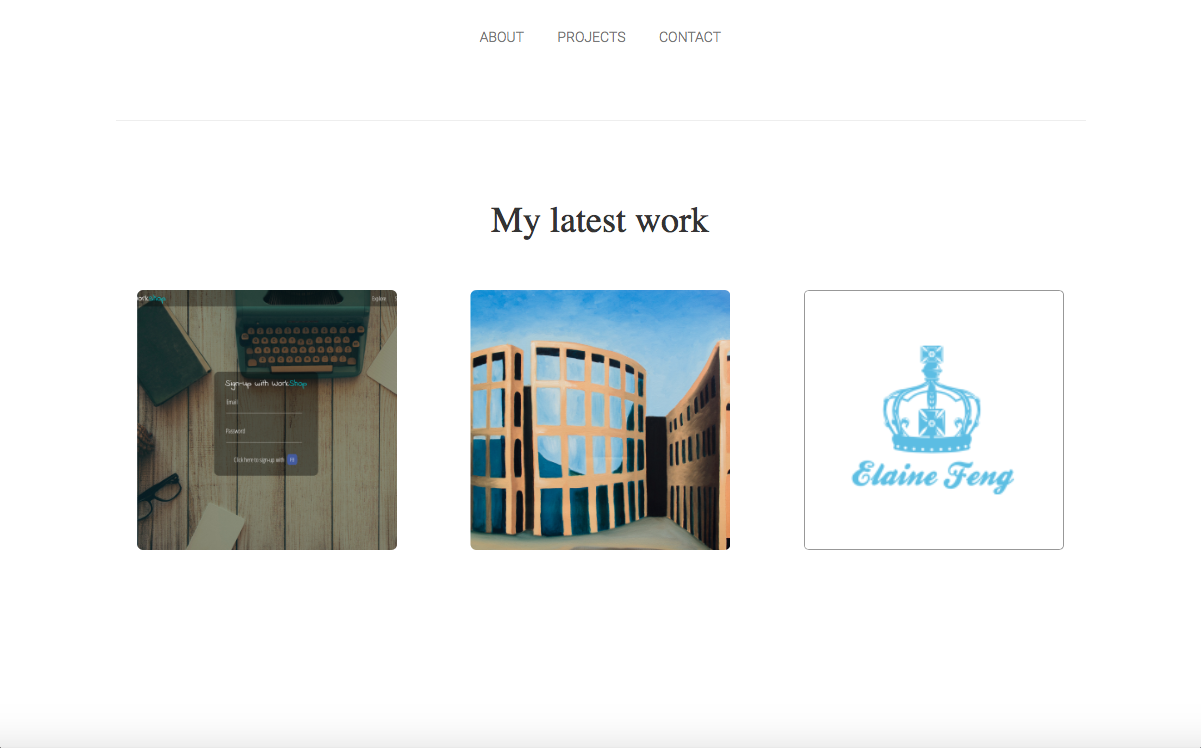 ABOUT PROJECTS CONTACT
My latest work
workShop
Explore
Sign-up with workShop
Email
Password
Click here to sign up with
Elaine Feng